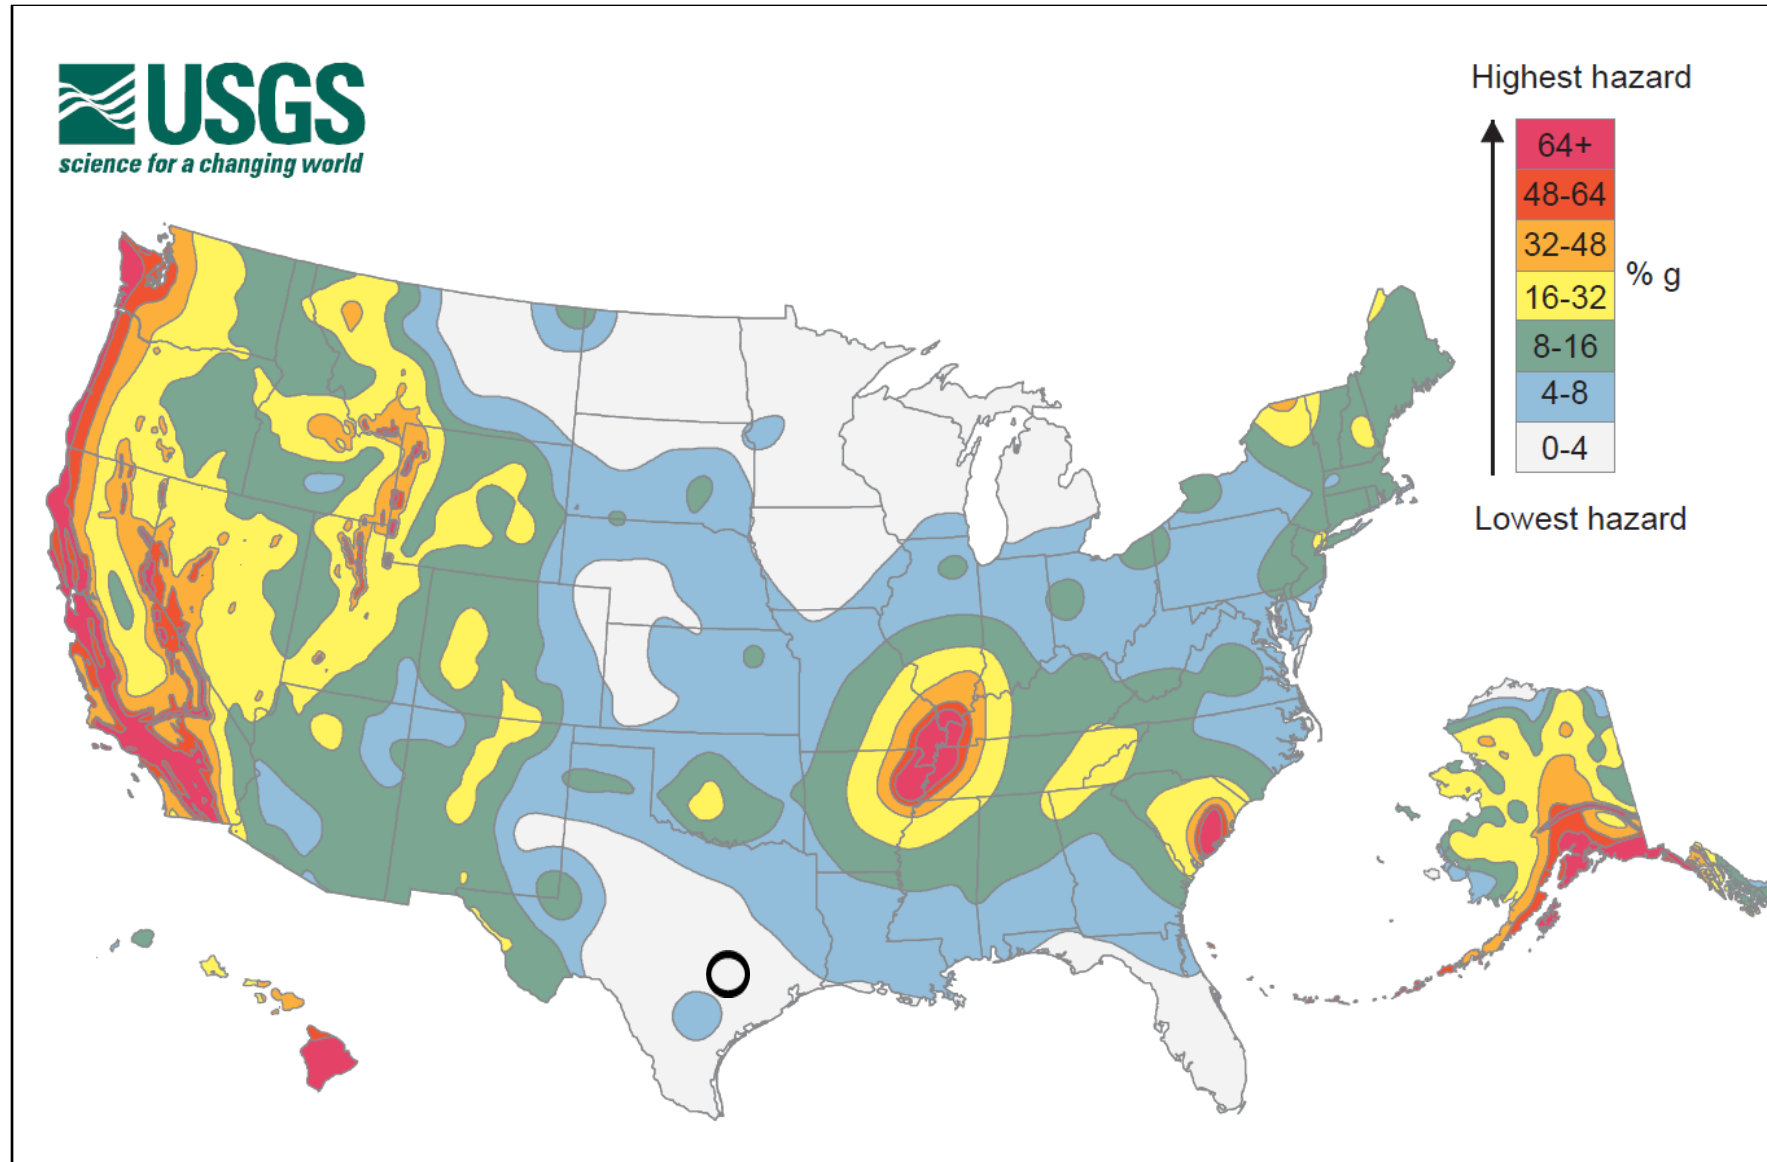 USGS
science for a changing world
Highest hazard
64+
48-64
32-48
% g
16-32
8-16
4-8
0-4
Lowest hazard